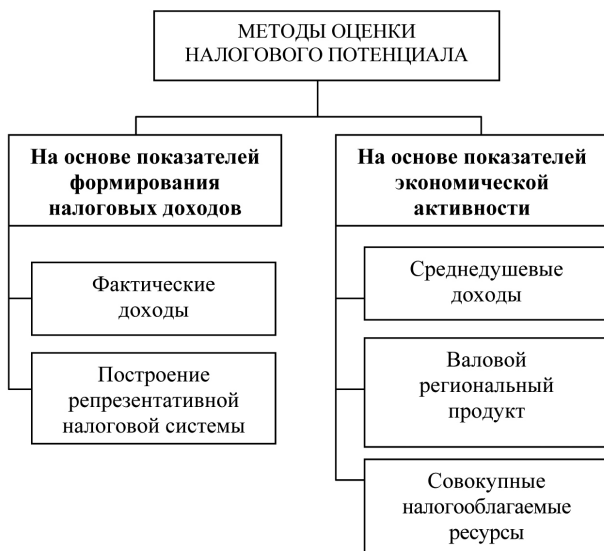 МЕТОДЫ ОЦЕНКИ
НАЛОГОВОГО ПОТЕНЦИАЛА
На основе показателей
формирования
налоговых доходов
Фактические
доходы
Построение
репрезентативной
налоговой системы
На основе показателей
экономической
активности
Среднедушевые
доходы
Валовой
региональный
продукт
Совокупные
налогооблагаемые
ресурсы